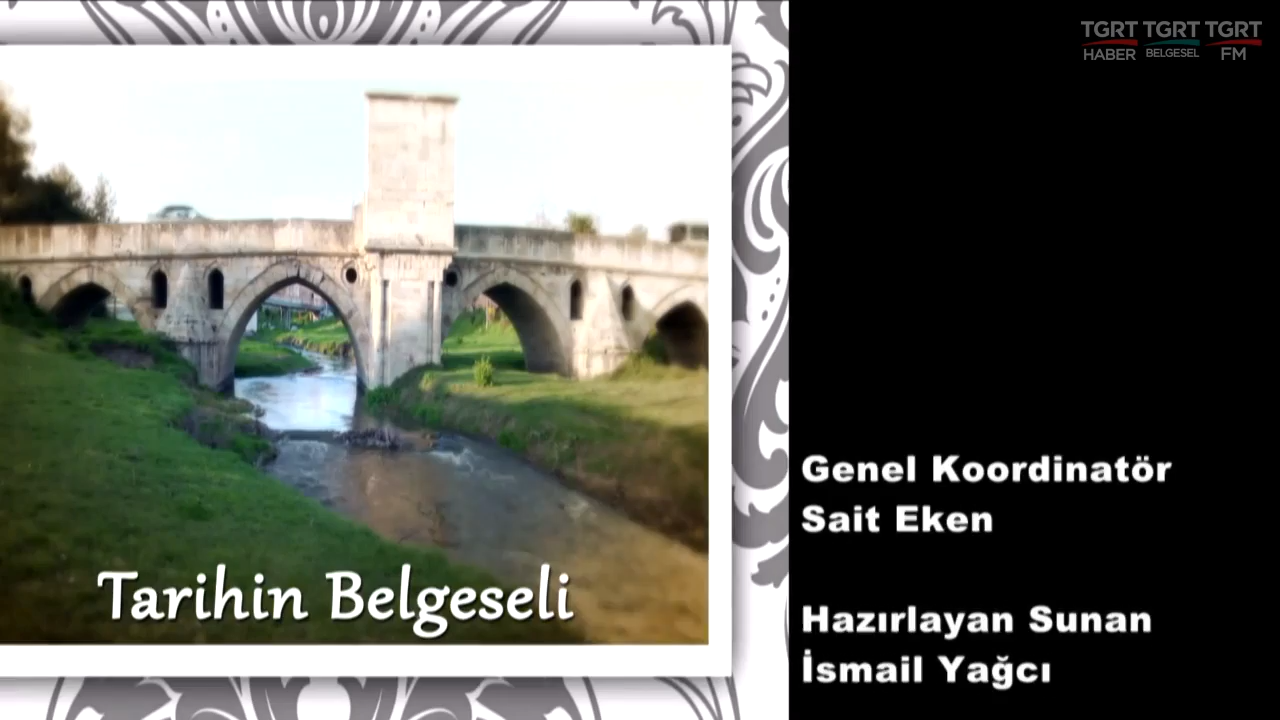 TGRT TGRT TGRT
HABER BELGESEL FM
Tarihin Belgeseli
Genel Koordinatör
Sait Eken
Hazırlayan Sunan
İsmail Yağcı